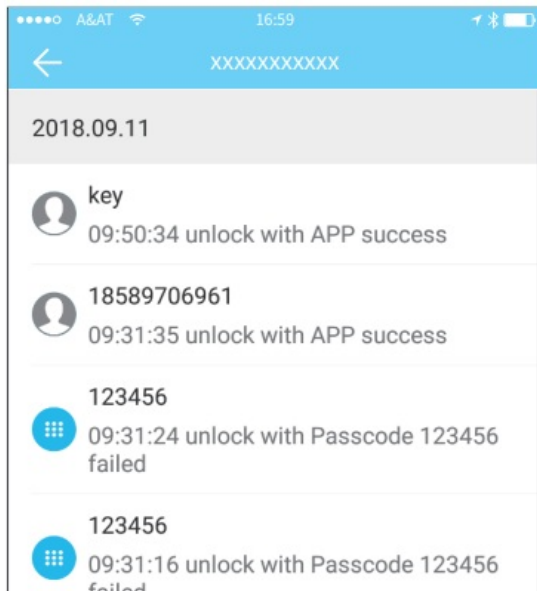 A&AT 16:59
xxxxxxxxxxx
2018.09.11
key
09:50:34 unlock with APP success
18589706961
09:31:35 unlock with APP success
123456
09:31:24 unlock with Passcode 123456
failed
123456
09:31:16 unlock with Passcode 123456
failed